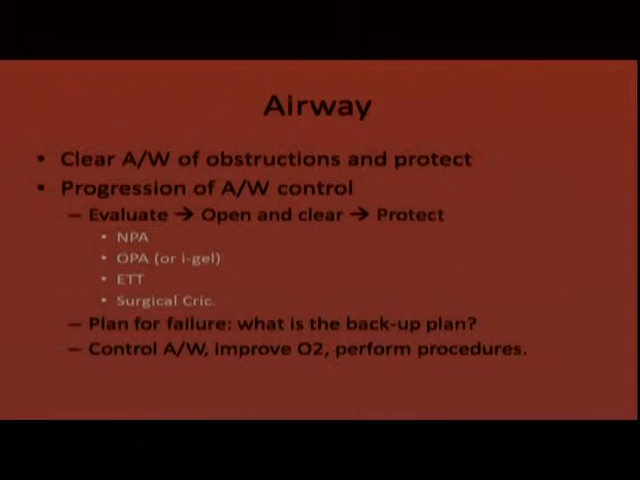 Airway
• Clear A/W of obstructions and protect
• Progression of A/W control
– Evaluate → Open and clear → Protect
• NPA
• OPA (or i-gel)
• ETT
• Surgical Cric.
– Plan for failure: what is the back-up plan?
– Control A/W, improve O2, perform procedures.